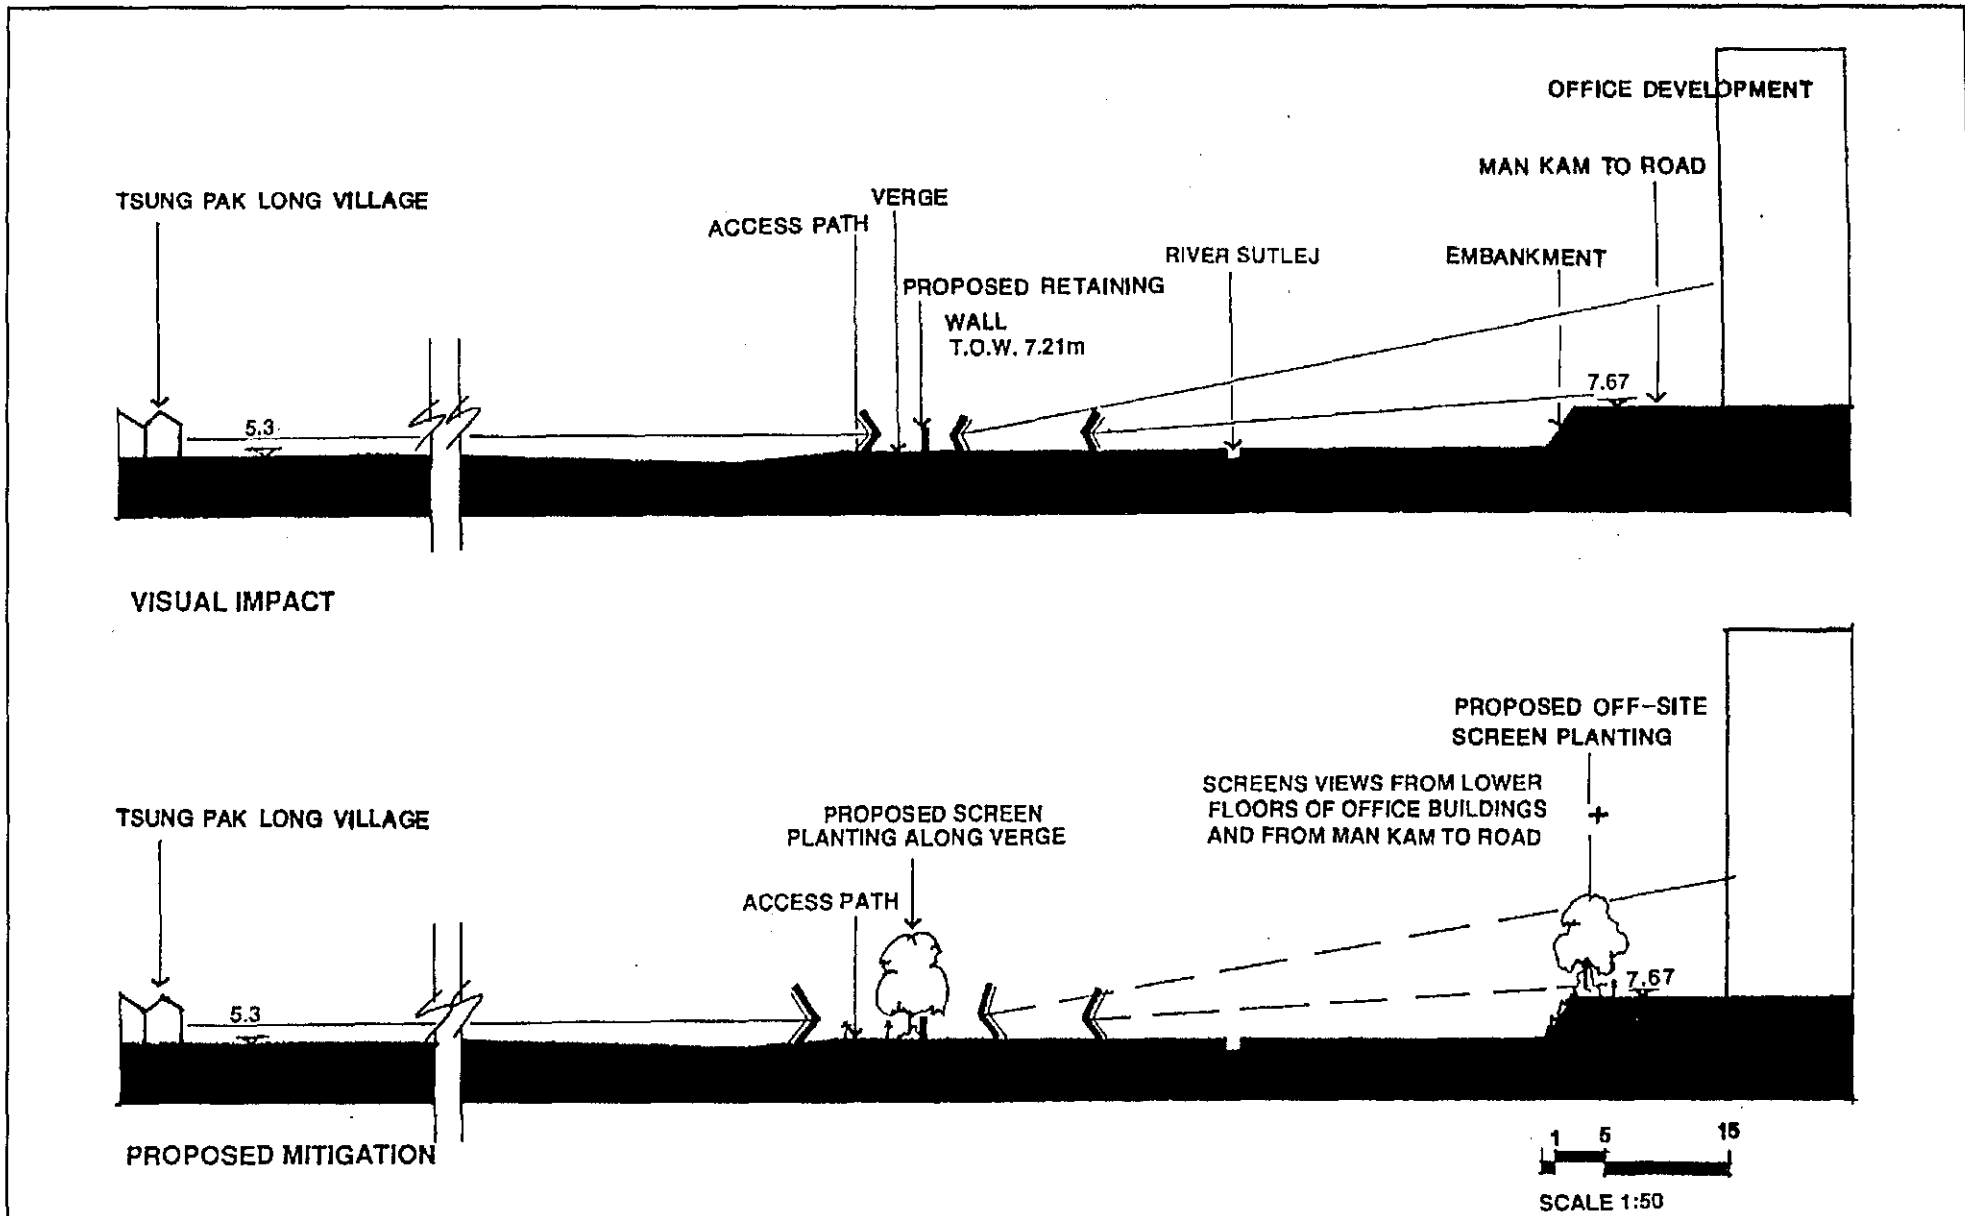 OFFICE DEVELOPMENT
MAN KAM TO ROAD
TSUNG PAK LONG VILLAGE
VERGE
ACCESS PATH
RIVER SUTLEJ
EMBANKMENT
PROPOSED RETAINING
WALL
T.O.W. 7.21m
7.67
5.3
VISUAL IMPACT
PROPOSED OFF-SITE
SCREEN PLANTING
SCREENS VIEWS FROM LOWER
FLOORS OF OFFICE BUILDINGS
AND FROM MAN KAM TO ROAD
+
TSUNG PAK LONG VILLAGE
PROPOSED SCREEN
PLANTING ALONG VERGE
ACCESS PATH
7.67
5.3
PROPOSED MITIGATION
1 5 15
SCALE 1:50